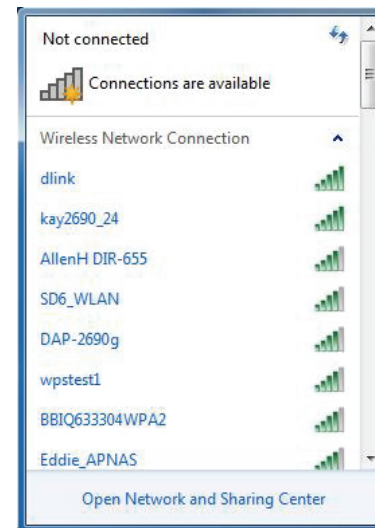 Not connected
Connections are available
Wireless Network Connection
dlink
kay2690_24
AllenH DIR-655
SD6_WLAN
DAP-2690g
wpstest1
BBIQ633304WPA2
Eddie_APNAS
Open Network and Sharing Center